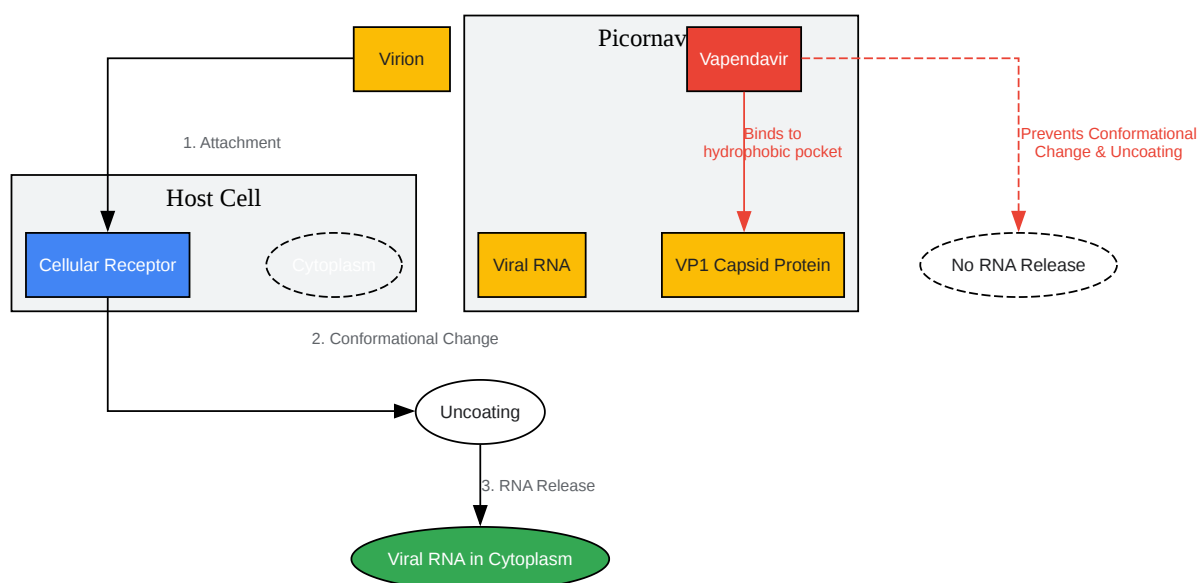 Picornav
Virion
Vapendavir
1. Attachment
Binds to
hydrophobic pocket
Prevents Conformational
Change & Uncoating
Host Cell
Cellular Receptor
Cytoplasm
Viral RNA
VP1 Capsid Protein
No RNA Release
2. Conformational Change
Uncoating
3. RNA Release
Viral RNA in Cytoplasm